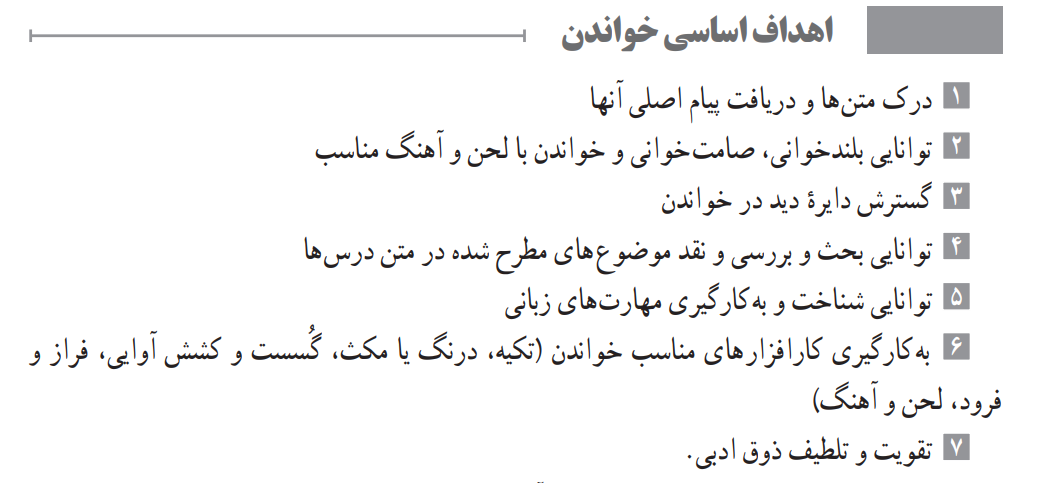 اهداف اساسی خواندن
۱ درک متن‌ها و دریافت پیام اصلی آنها
۲ توانایی بلندخوانی، صامت‌خوانی و خواندن با لحن و آهنگ مناسب
۳ گسترش دایرهٔ دید در خواندن
۴ توانایی بحث و بررسی و نقد موضوع‌های مطرح شده در متن درس‌ها
۵ توانایی شناخت و به‌کارگیری مهارت‌های زبانی
۶ به‌کارگیری کارافزارهای مناسب خواندن (تکیه، درنگ یا مکث، گُسست و کشش آوایی، فراز و
فرود، لحن و آهنگ)
۷ تقویت و تلطیف ذوق ادبی.